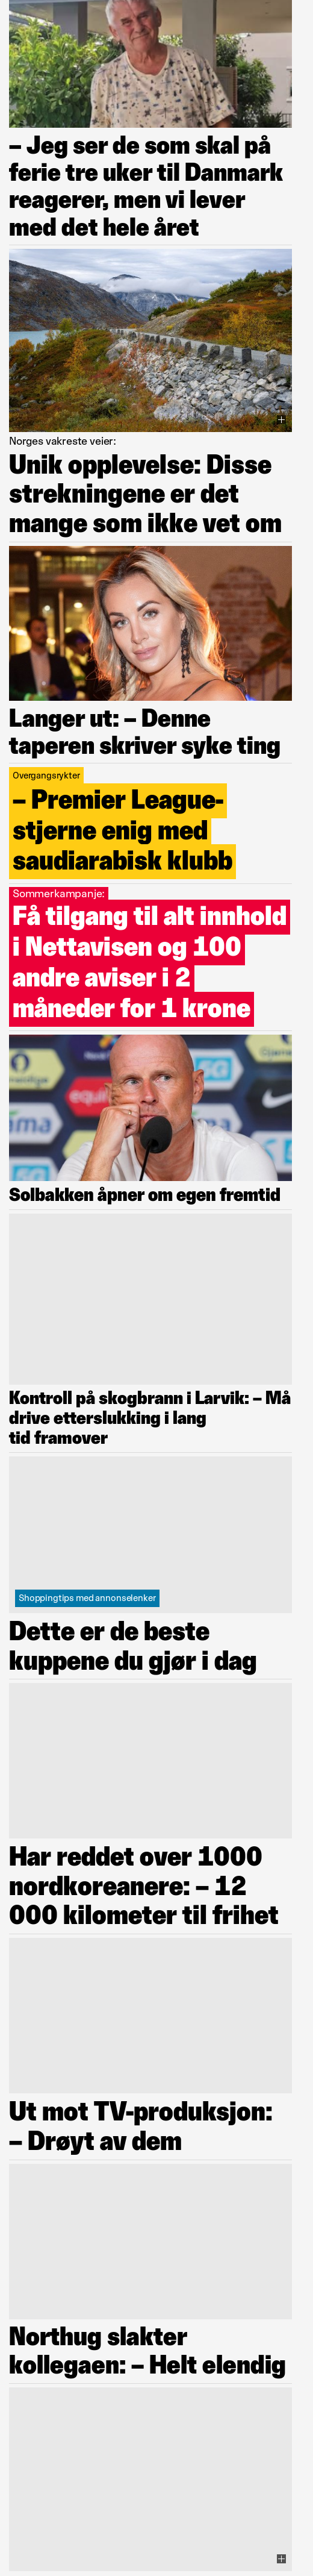 – Jeg ser de som skal på
ferie tre uker til Danmark
reagerer, men vi lever
med det hele året
Norges vakreste veier:
Unik opplevelse: Disse
strekningene er det
mange som ikke vet om
Langer ut: – Denne
taperen skriver syke ting
Overgangsrykter
– Premier League-
stjerne enig med
saudiarabisk klubb
Sommerkampanje:
Få tilgang til alt innhold
i Nettavisen og 100
andre aviser i 2
måneder for 1 krone
Solbakken åpner om egen fremtid
Kontroll på skogbrann i Larvik: – Må
drive etterslukking i lang
tid framover
Shoppingtips med annonselenker
Dette er de beste
kuppene du gjør i dag
Har reddet over 1000
nordkoreanere: – 12
000 kilometer til frihet
Ut mot TV-produksjon:
– Drøyt av dem
Northug slakter
kollegaen: – Helt elendig